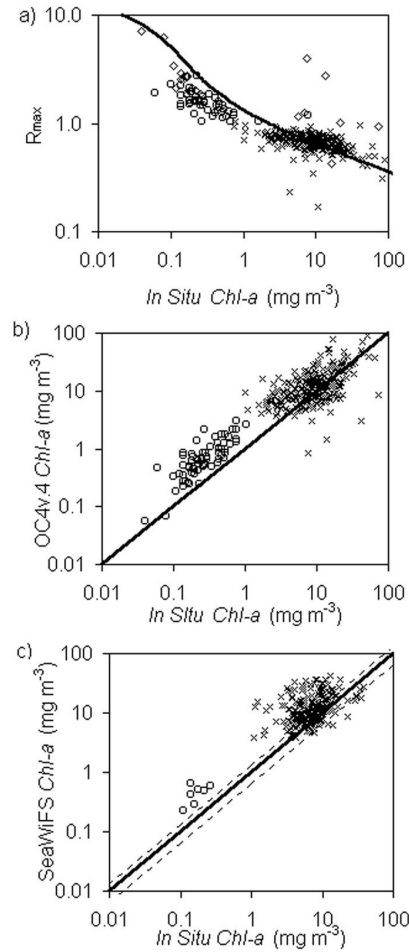 a)
10.0
1.0
0.1
Rmax
0.01 0.1 1 10 100
In Situ Chl-a (mg m-3)
b)
100
10
1
0.1
0.01
OC4v.4 Chl-a (mg m-3)
0.01 0.1 1 10 100
In Situ Chl-a (mg m-3)
c)
100
10
1
0.1
0.01
SeaWiFS Chl-a (mg m-3)
0.01 0.1 1 10 100
In Situ Chl-a (mg m-3)